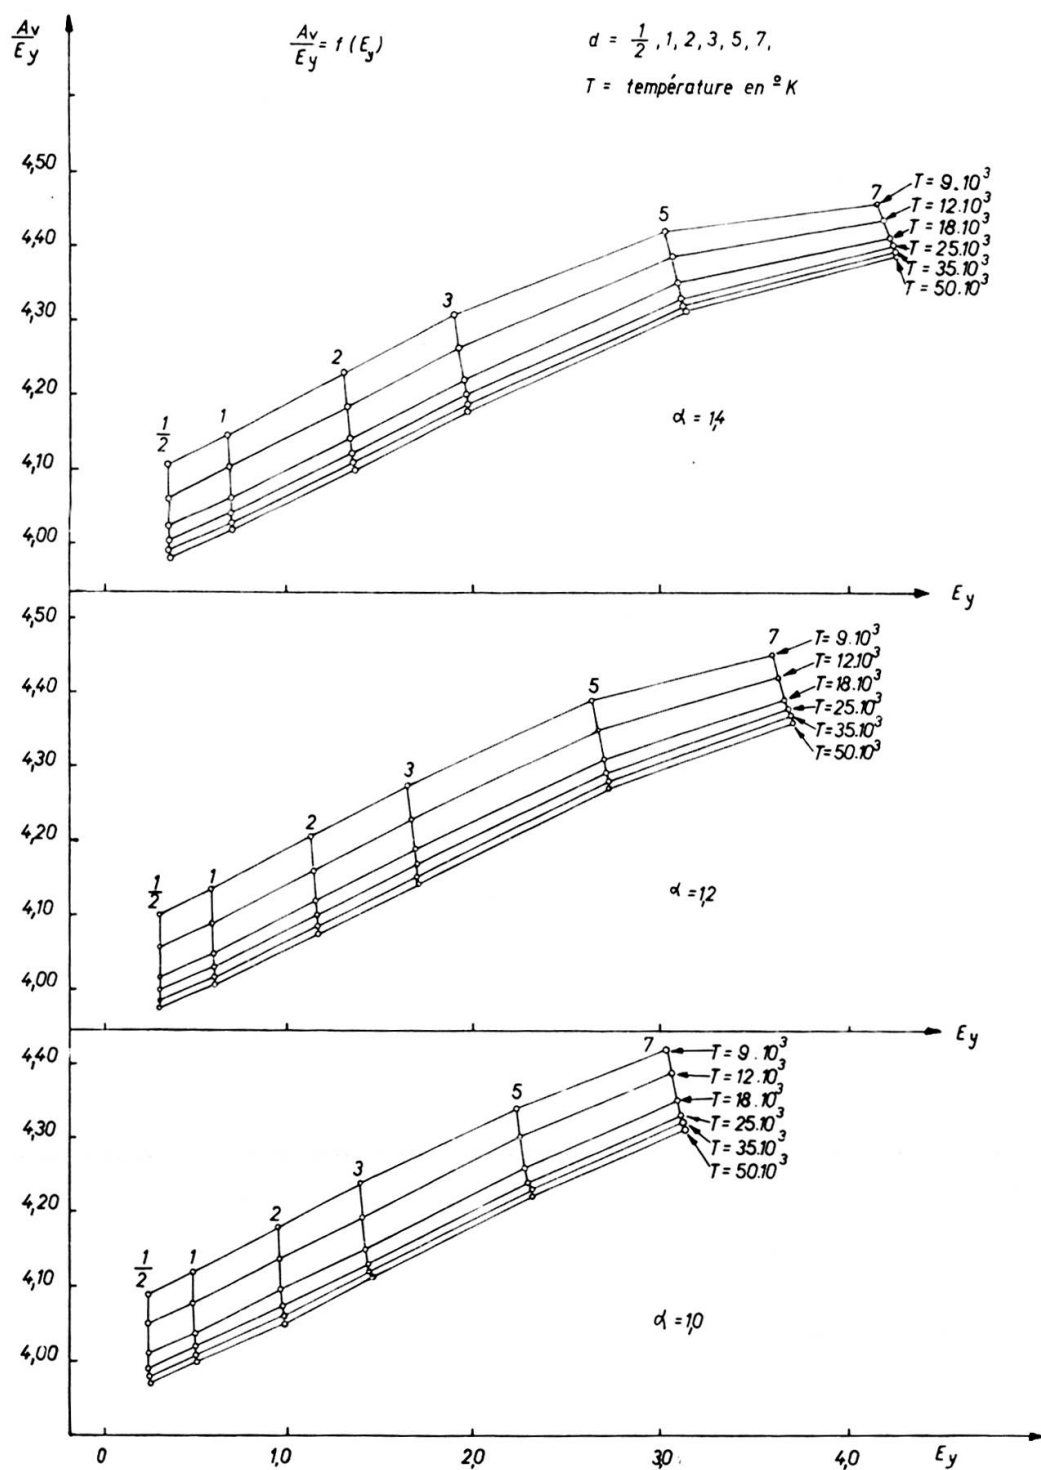 Av/Ey
Av/Ey = f(Ey)
d = 1/2, 1, 2, 3, 5, 7,
T = température en º K
4,50
4,40
4,30
4,20
4,10
4,00
1/2
1
2
3
5
7
T = 9.10³
T = 12.10³
T = 18.10³
T = 25.10³
T = 35.10³
T = 50.10³
α = 1,4
0
1,0
2,0
3,0
4,0
Ey
4,50
4,40
4,30
4,20
4,10
4,00
1/2
1
2
3
5
7
T = 9.10³
T = 12.10³
T = 18.10³
T = 25.10³
T = 35.10³
T = 50.10³
α = 1,2
Ey
4,40
4,30
4,20
4,10
4,00
1/2
1
2
3
5
7
T = 9.10³
T = 12.10³
T = 18.10³
T = 25.10³
T = 35.10³
T = 50.10³
α = 1,0
Ey